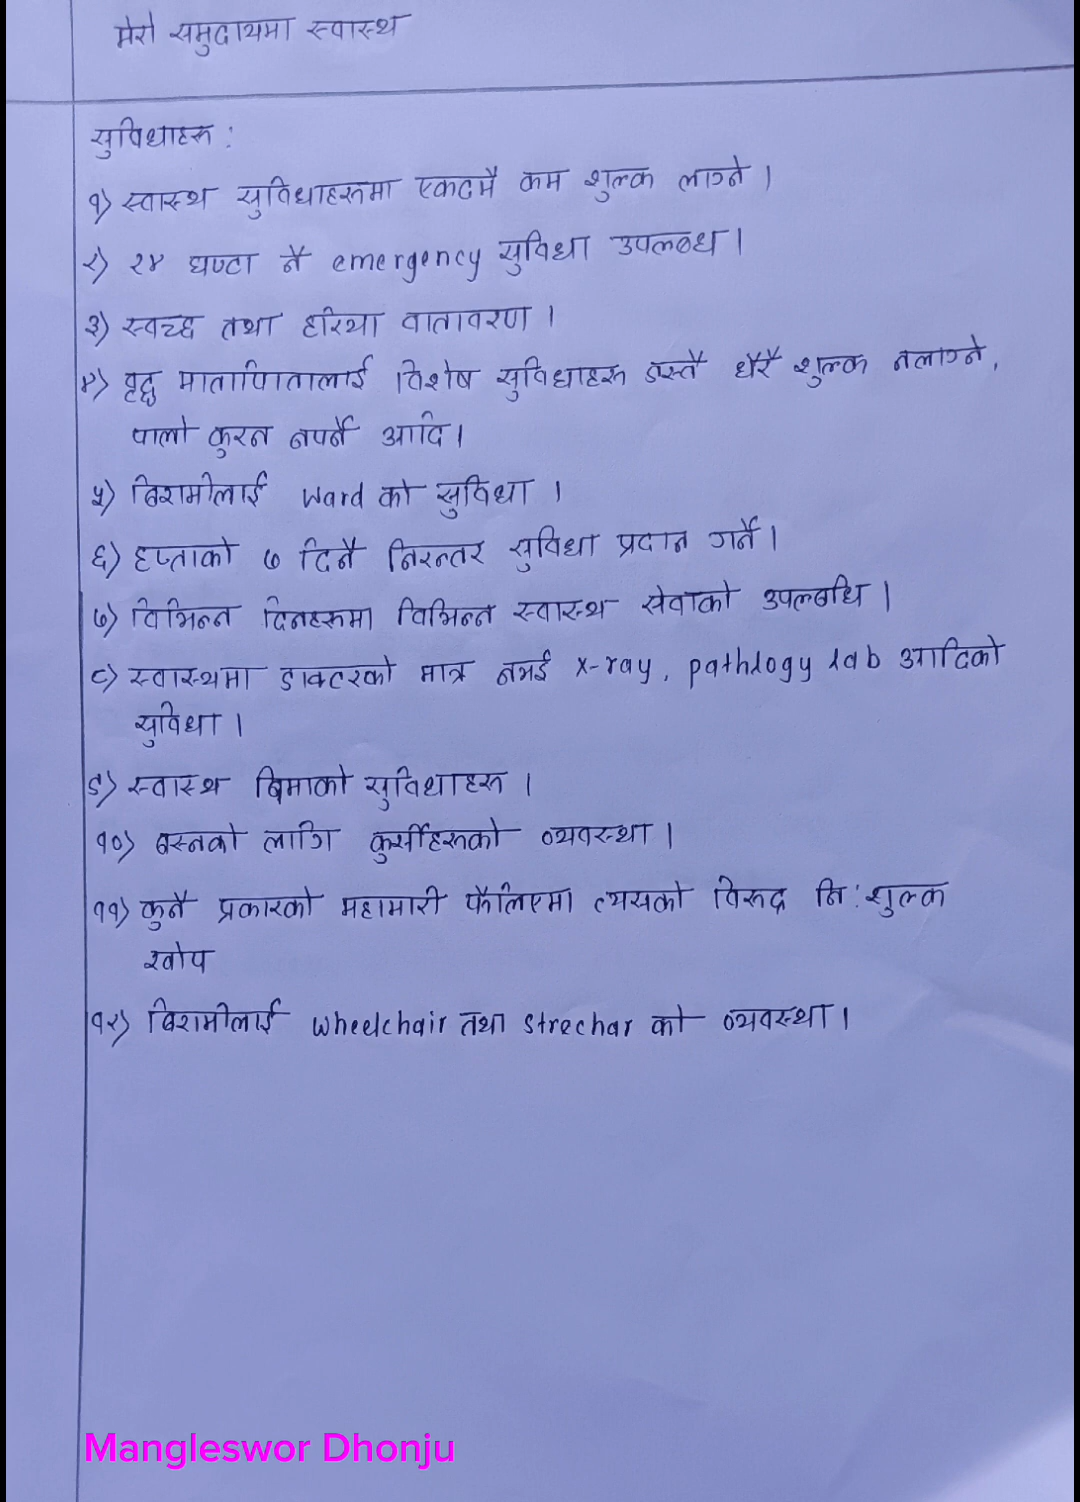 मेरो समुदायमा स्वास्थ
सुविधाहरू :
१) स्वास्थ सुविधाहरूमा एकदमै कम शुल्क लाग्ने ।
२) २४ घण्टा नै emergency सुविधा उपलब्ध ।
३) स्वच्छ तथा हरिया वातावरण ।
४) वृद्ध मातापितालाई विशेष सुविधाहरू जस्तै धेरै शुल्क नलाग्ने,
पालो कुरन नपर्ने आदि ।
५) बिरामीलाई ward को सुविधा ।
६) हप्ताको ७ दिनै निरन्तर सुविधा प्रदान गर्ने ।
७) विभिन्न दिनहरूमा विभिन्न स्वास्थ सेवाको उपल्बधि ।
८) स्वास्थमा डाक्टरको मात्र नभई x-ray, pathlogy lab आदिको
सुविधा ।
९) स्वास्थ बिमाको सुविधाहरू ।
१०) बस्नको लागि कुर्सीहरूको व्यवस्था ।
११) कुनै प्रकारको महामारी फैलिएमा त्यसको विरूद्ध नि:शुल्क
खोप
१२) बिरामीलाई wheelchair तथा strechar को व्यवस्था ।
Mangleswor Dhonju